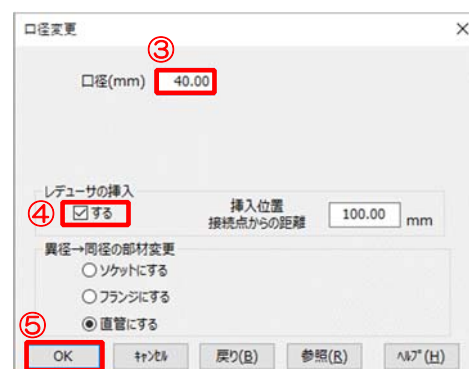 口径変更
③
口径(mm) 40.00
レデューサの挿入
④ する
挿入位置
接続点からの距離 100.00 mm
異径→同径の部材変更
ソケットにする
フランジにする
直管にする
⑤
OK キャンセル 戻り(B) 参照(R) ヘルプ(H)